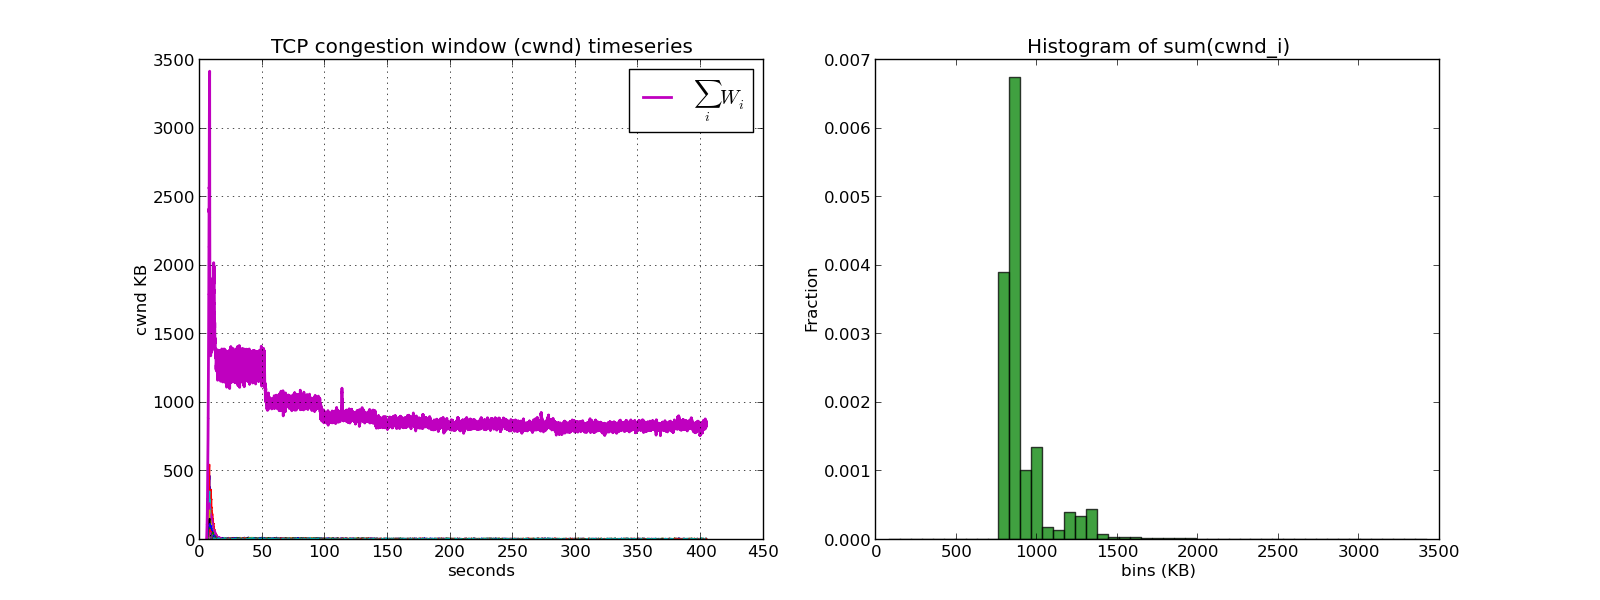 TCP congestion window (cwnd) timeseries
3500
3000
2500
2000
1500
1000
500
0
cwnd KB
∑_i W_i
0 50 100 150 200 250 300 350 400 450
seconds
Histogram of sum(cwnd_i)
0.007
0.006
0.005
0.004
0.003
0.002
0.001
0.000
Fraction
0 500 1000 1500 2000 2500 3000 3500
bins (KB)